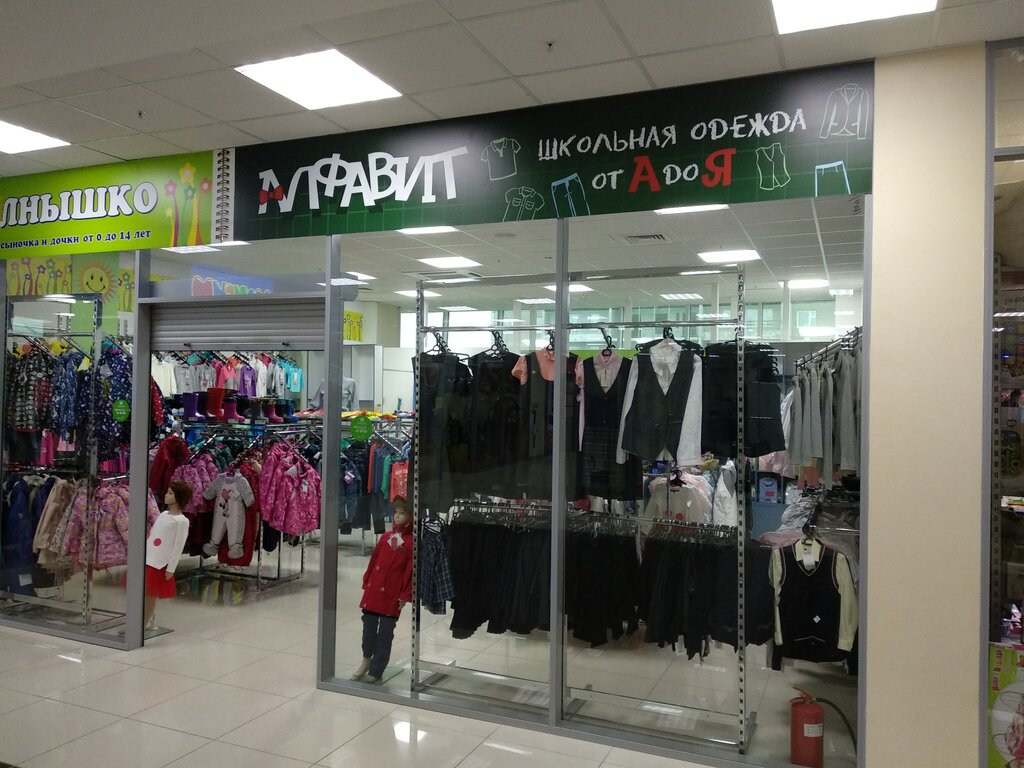 лнышко
сыночка и дочки от 0 до 14 лет
АЛФАВИТ
ШКОЛЬНАЯ ОДЕЖДА
от А до Я